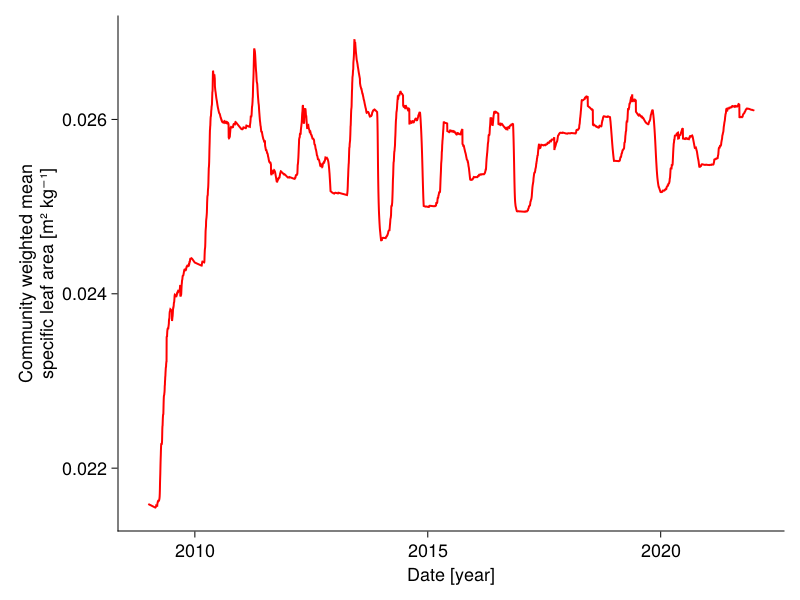 Community weighted mean
specific leaf area [m² kg⁻¹]
0.026
0.024
0.022
2010
2015
2020
Date [year]